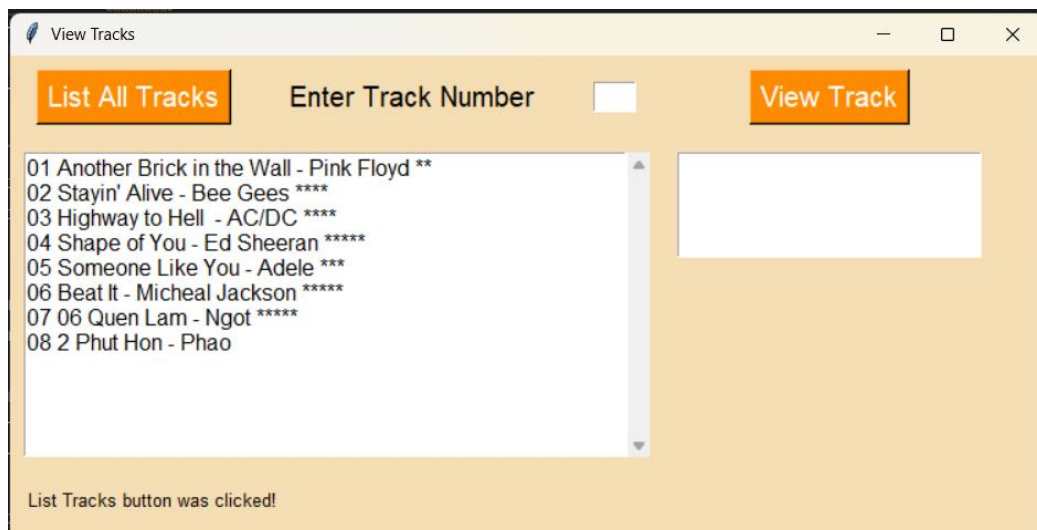 View Tracks
List All Tracks Enter Track Number View Track
01 Another Brick in the Wall - Pink Floyd **
02 Stayin' Alive - Bee Gees ****
03 Highway to Hell  - AC/DC ****
04 Shape of You - Ed Sheeran *****
05 Someone Like You - Adele ***
06 Beat It - Micheal Jackson *****
07 06 Quen Lam - Ngot *****
08 2 Phut Hon - Phao
List Tracks button was clicked!